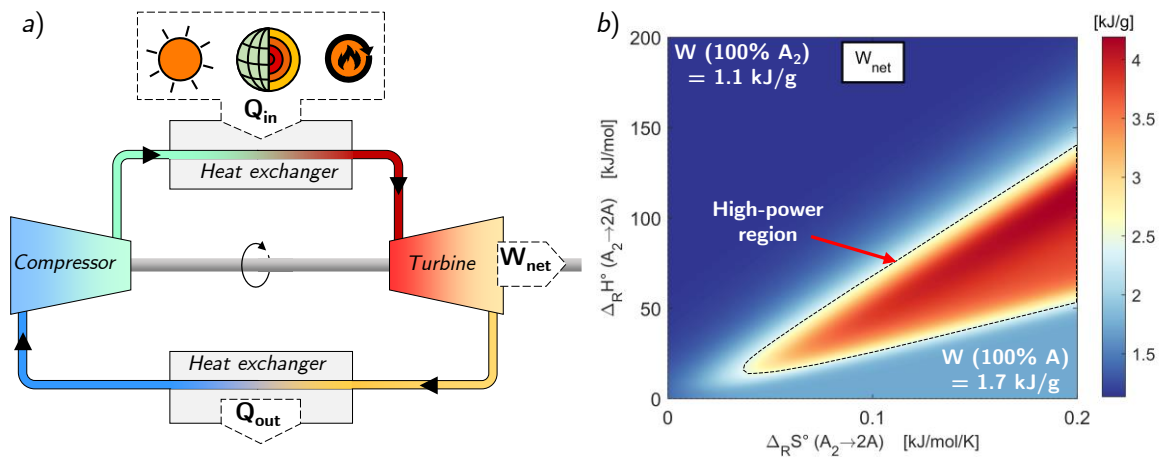 a)
Q_in
Heat exchanger
Compressor
Turbine
W_net
Heat exchanger
Q_out
b)
[kJ/g]
W (100% A₂)
= 1.1 kJ/g
W_net
High-power
region
W (100% A)
= 1.7 kJ/g
200
150
100
50
0
0
0.1
0.2
Δ_R H° (A₂→2A) [kJ/mol]
Δ_R S° (A₂→2A) [kJ/mol/K]
4
3.5
3
2.5
2
1.5